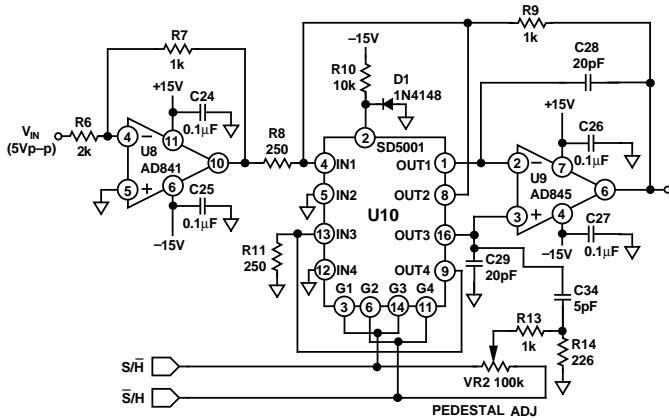 R9
1k
C28
20pF
R7
1k
–15V
R10
10k
D1
1N4148
+15V
C24
0.1µF
+15V
C26
0.1µF
VIN
(5Vp–p)
R6
2k
4
–
11
U8
AD841
10
5
+
6
C25
0.1µF
–15V
R8
250
2
SD5001
4
IN1
OUT1
1
5
IN2
OUT2
8
U10
13
IN3
OUT3
16
12
IN4
OUT4
9
G1
G2
G3
G4
3
6
14
11
R11
250
2
–
7
U9
AD845
6
3
+
4
–15V
C27
0.1µF
C29
20pF
C34
5pF
R13
1k
R14
226
S/H̅
S̅/H
VR2 100k
PEDESTAL ADJ